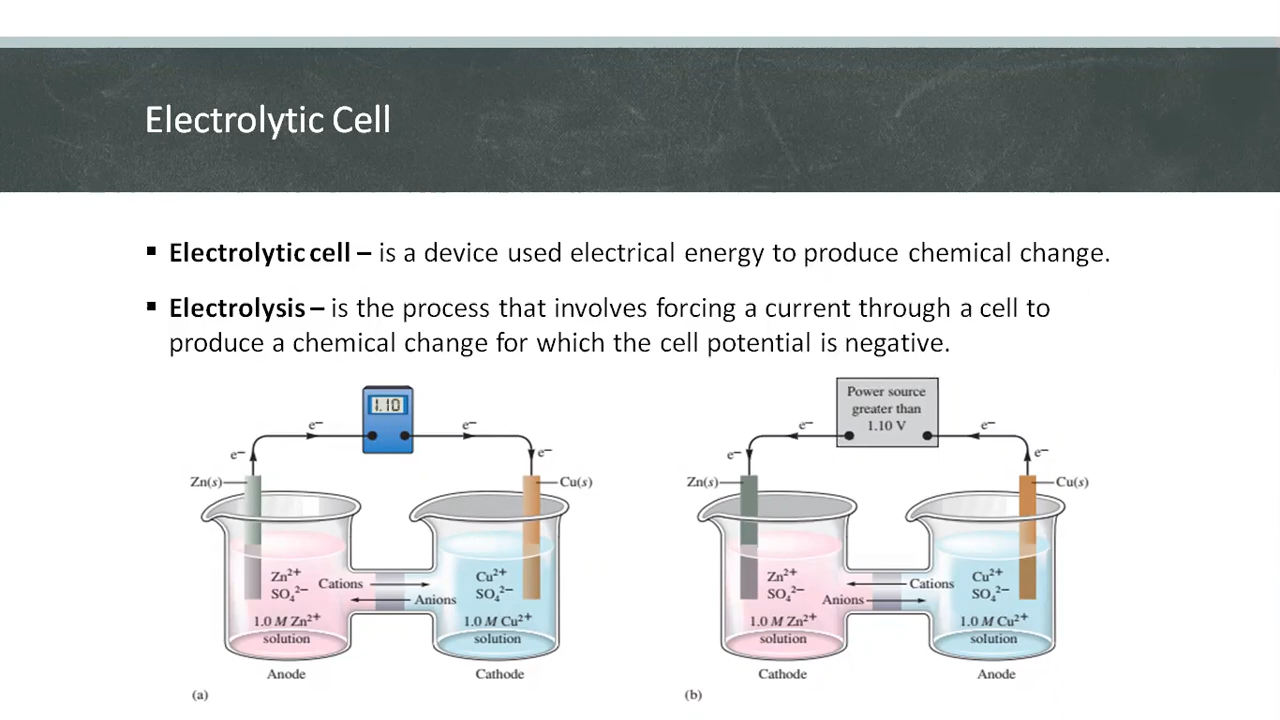 Electrolytic Cell
▪ Electrolytic cell – is a device used electrical energy to produce chemical change.
▪ Electrolysis – is the process that involves forcing a current through a cell to
produce a chemical change for which the cell potential is negative.
1.10
e−
e−
e−
e−
Zn(s)
Cu(s)
Zn²⁺
SO₄²⁻
Cations
Anions
Cu²⁺
SO₄²⁻
1.0 M Zn²⁺
solution
1.0 M Cu²⁺
solution
Anode
Cathode
(a)
Power source
greater than
1.10 V
e−
e−
e−
e−
Zn(s)
Cu(s)
Zn²⁺
SO₄²⁻
Cations
Anions
Cu²⁺
SO₄²⁻
1.0 M Zn²⁺
solution
1.0 M Cu²⁺
solution
Cathode
Anode
(b)